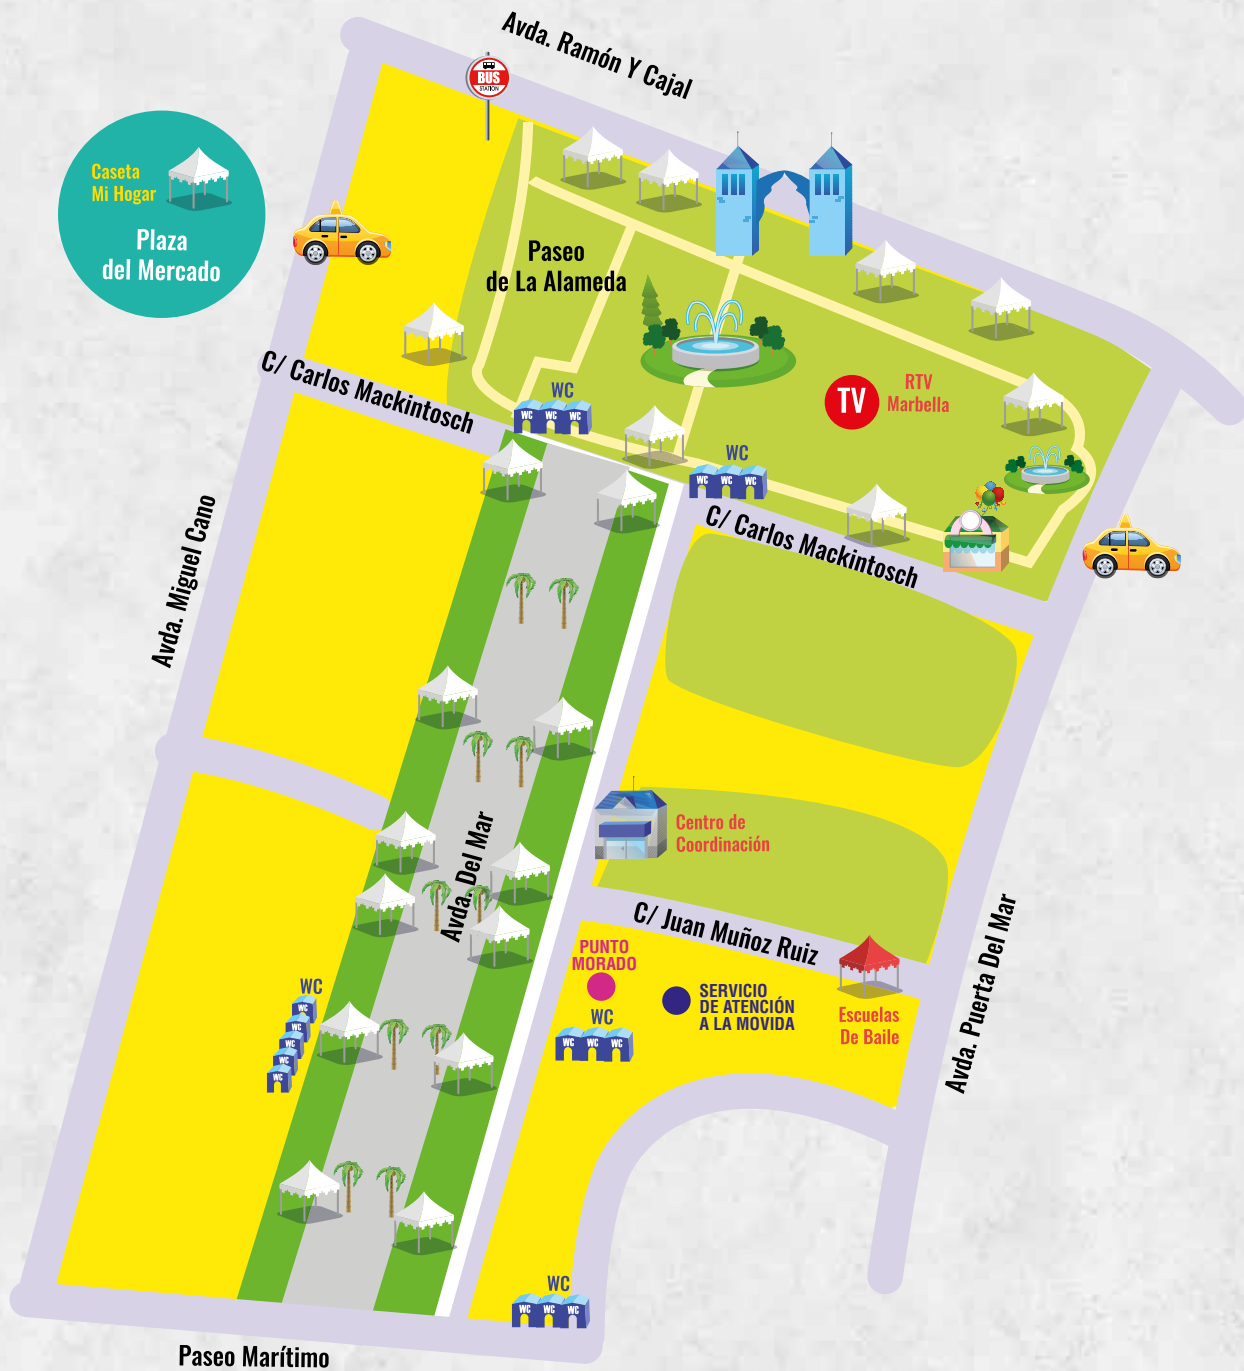 Avda. Ramón Y Cajal
BUS
STATION
Caseta
Mi Hogar
Plaza
del Mercado
Paseo
de La Alameda
C/ Carlos Mackintosch
WC
WC WC WC
TV
RTV
Marbella
WC
WC WC WC
C/ Carlos Mackintosch
Avda. Miguel Cano
Avda. Del Mar
Centro de
Coordinación
C/ Juan Muñoz Ruiz
Avda. Puerta Del Mar
PUNTO
MORADO
SERVICIO
DE ATENCIÓN
A LA MOVIDA
Escuelas
De Baile
WC
WC WC WC
WC
WC
WC
WC
WC
WC
WC
WC WC WC
Paseo Marítimo